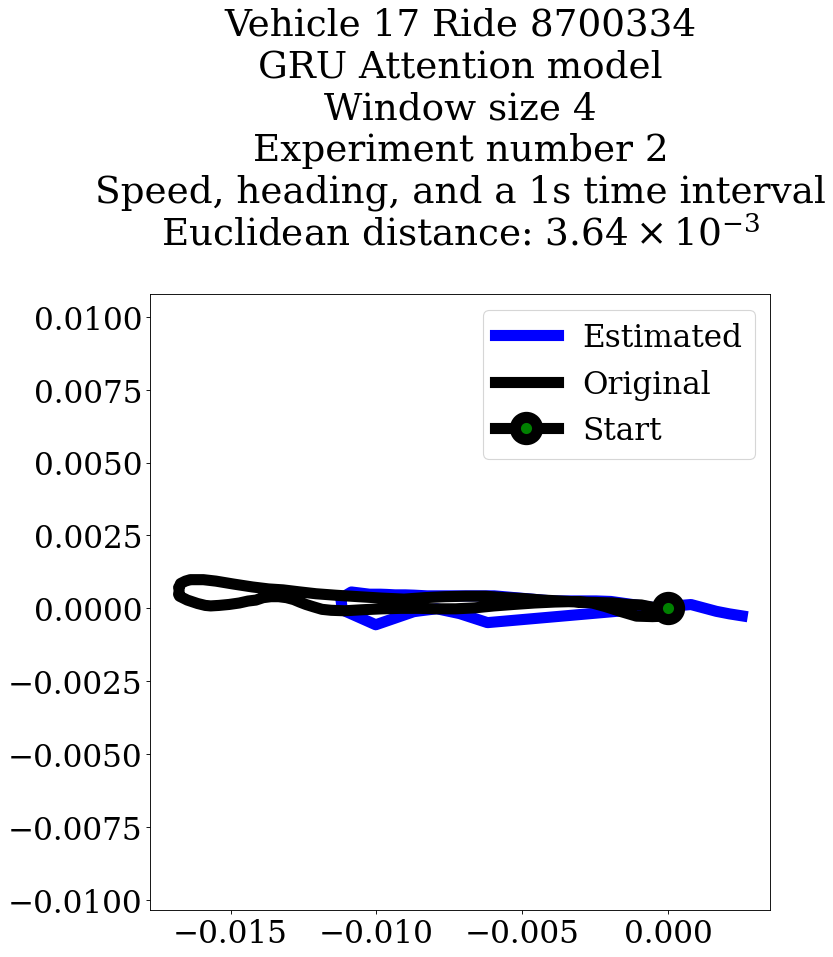 Vehicle 17 Ride 8700334
GRU Attention model
Window size 4
Experiment number 2
Speed, heading, and a 1s time interval
Euclidean distance: 3.64 × 10⁻³
Estimated
Original
Start
0.0100
0.0075
0.0050
0.0025
0.0000
−0.0025
−0.0050
−0.0075
−0.0100
−0.015
−0.010
−0.005
0.000